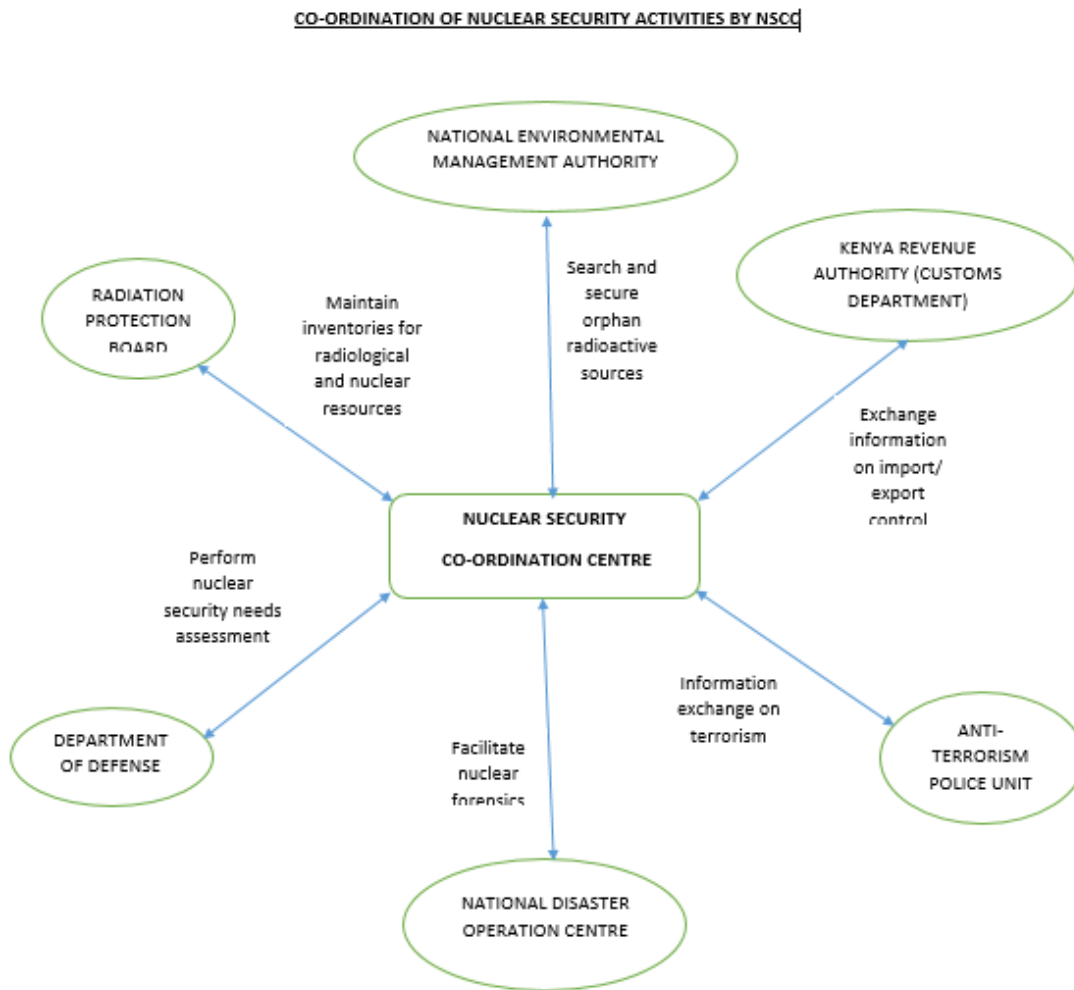 CO-ORDINATION OF NUCLEAR SECURITY ACTIVITIES BY NSCC
NATIONAL ENVIRONMENTAL
MANAGEMENT AUTHORITY
KENYA REVENUE
AUTHORITY (CUSTOMS
DEPARTMENT)
RADIATION
PROTECTION
BOARD
Maintain
inventories for
radiological
and nuclear
resources
Search and
secure
orphan
radioactive
sources
Exchange
information
on import/
export
control
NUCLEAR SECURITY
CO-ORDINATION CENTRE
Perform
nuclear
security needs
assessment
Information
exchange on
terrorism
Facilitate
nuclear
forensics
DEPARTMENT
OF DEFENSE
ANTI-
TERRORISM
POLICE UNIT
NATIONAL DISASTER
OPERATION CENTRE